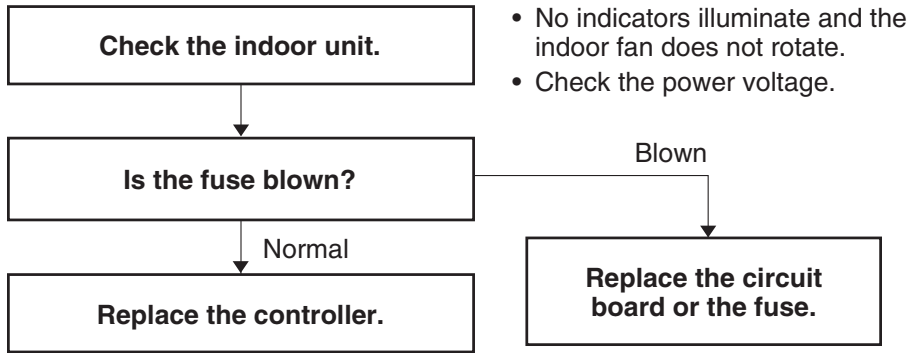 Check the indoor unit.
• No indicators illuminate and the
indoor fan does not rotate.
• Check the power voltage.
Is the fuse blown?
Blown
Normal
Replace the controller.
Replace the circuit
board or the fuse.